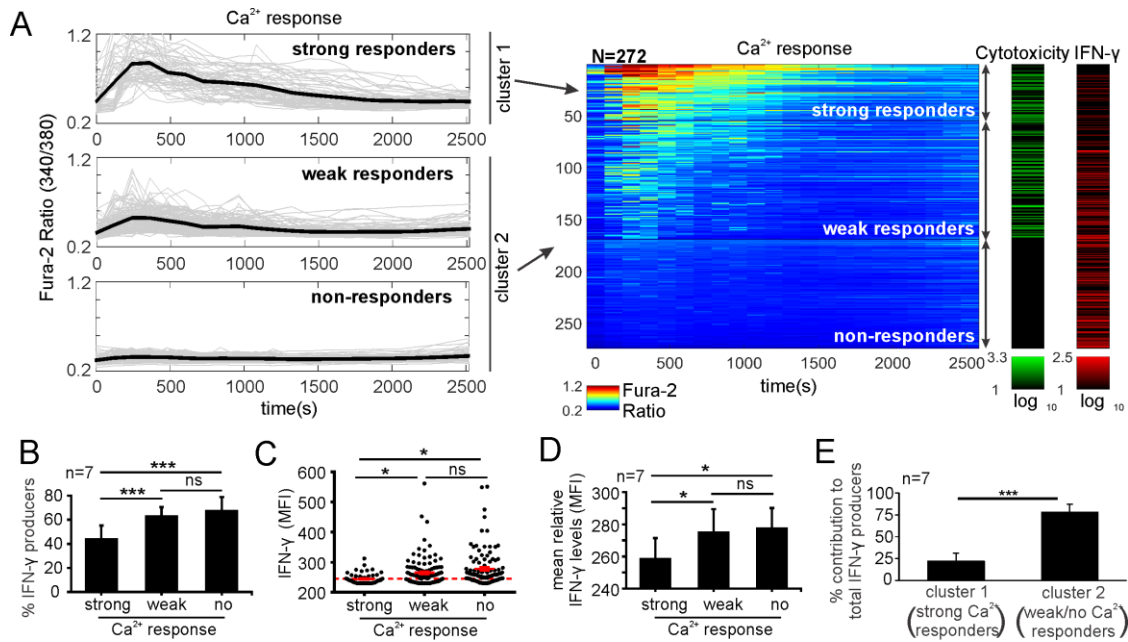 A
Ca²⁺ response
Fura-2 Ratio (340/380)
1.2
strong responders
0.2
0 500 1000 1500 2000 2500
1.2
weak responders
0.2
0 500 1000 1500 2000 2500
1.2
non-responders
0.2
0 500 1000 1500 2000 2500
time(s)
cluster 1
cluster 2
N=272
Ca²⁺ response
Cytotoxicity IFN-γ
50
100
150
200
250
strong responders
weak responders
non-responders
0 500 1000 1500 2000 2500
time(s)
1.2
0.2
Fura-2
Ratio
3.3
1
2.5
1
log 10
log 10
B
n=7
% IFN-γ producers
80
60
40
20
0
***
***
ns
strong weak no
Ca²⁺ response
C
IFN-γ (MFI)
600
500
400
300
200
*
*
ns
strong weak no
Ca²⁺ response
D
n=7
mean relative
IFN-γ levels (MFI)
300
290
280
270
260
240
*
*
ns
strong weak no
Ca²⁺ response
E
n=7
% contribution to
total IFN-γ producers
100
75
50
25
0
***
cluster 1
(strong Ca²⁺
responders)
cluster 2
(weak/no Ca²⁺
responders)